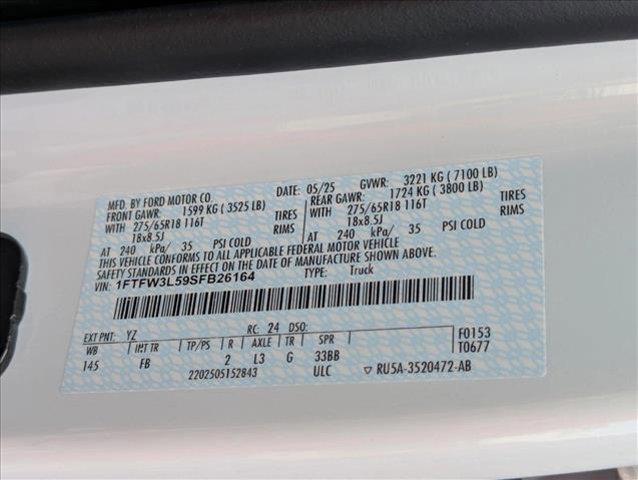 MFD. BY FORD MOTOR CO. DATE: 05/25 GVWR: 3221 KG ( 7100 LB)
FRONT GAWR: 1599 KG ( 3525 LB) REAR GAWR: 1724 KG ( 3800 LB)
WITH 275/65R18 116T TIRES WITH 275/65R18 116T TIRES
18x8.5J RIMS 18x8.5J RIMS
AT 240 kPa/ 35 PSI COLD AT 240 kPa/ 35 PSI COLD
THIS VEHICLE CONFORMS TO ALL APPLICABLE FEDERAL MOTOR VEHICLE
SAFETY STANDARDS IN EFFECT ON THE DATE OF MANUFACTURE SHOWN ABOVE.
VIN: 1FTFW3L59SFB26164 TYPE: Truck
EXT PNT: YZ RC: 24 DSO: F0153
WB INT TR TP/PS R AXLE TR SPR T0677
145 FB 2 L3 G 33BB
2202505152843 ULC ▽ RU5A-3520472-AB